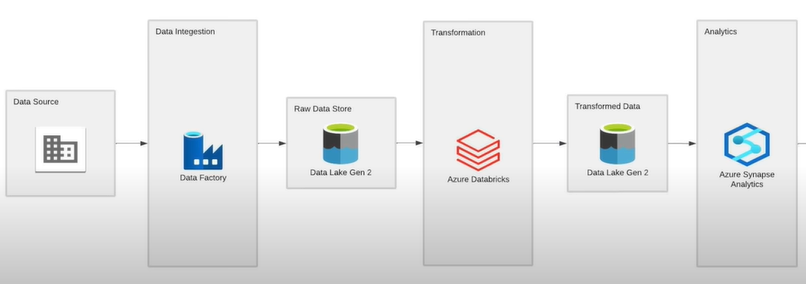 Data Source
Data Integestion
Data Factory
Raw Data Store
Data Lake Gen 2
Transformation
Azure Databricks
Transformed Data
Data Lake Gen 2
Analytics
Azure Synapse
Analytics